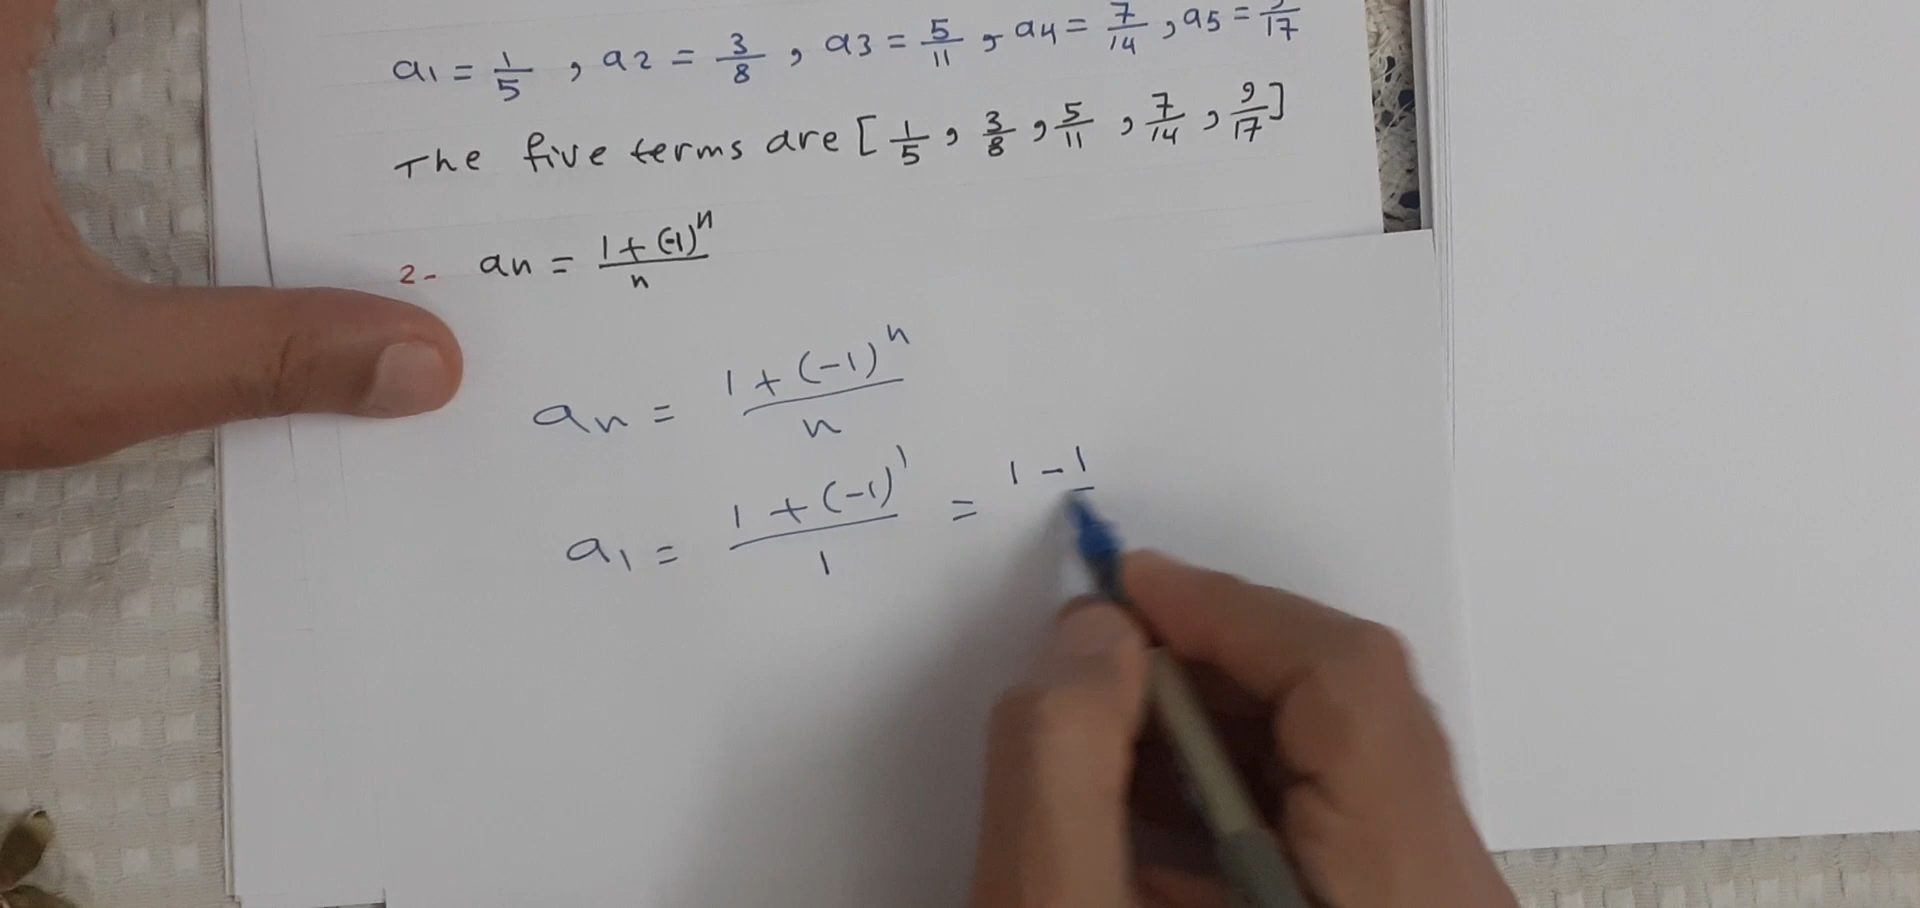 a1 = 1/5 , a2 = 3/8 , a3 = 5/11 , a4 = 7/14 , a5 = 9/17
The five terms are [ 1/5 , 3/8 , 5/11 , 7/14 , 9/17 ]
2- an = (1+(-1)^n)/n
an = (1+(-1)^n)/n
a1 = (1+(-1)^1)/1 = 1-1